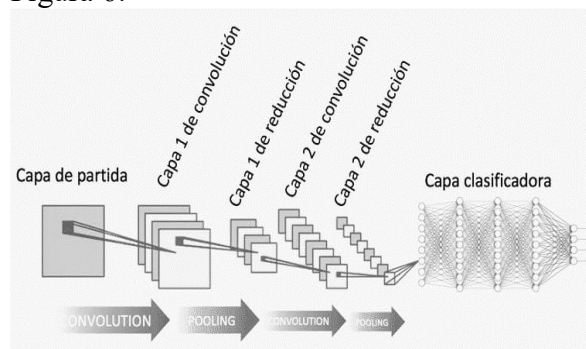 Figura 6.
Capa de partida
Capa 1 de convolución
Capa 1 de reducción
Capa 2 de convolución
Capa 2 de reducción
Capa clasificadora
CONVOLUTION
POOLING
CONVOLUTION
POOLING